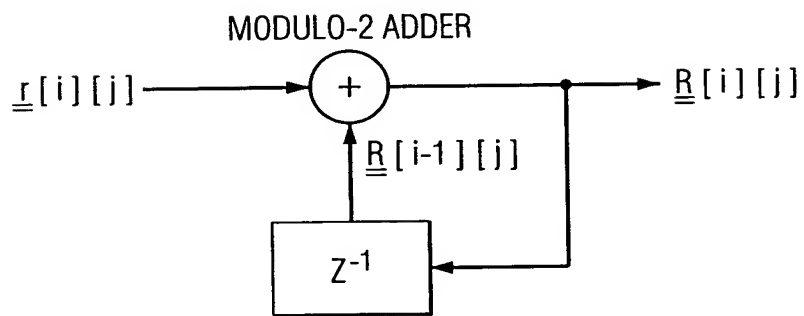 MODULO-2 ADDER
r[i][j]
+
R[i][j]
R[i-1][j]
Z⁻¹